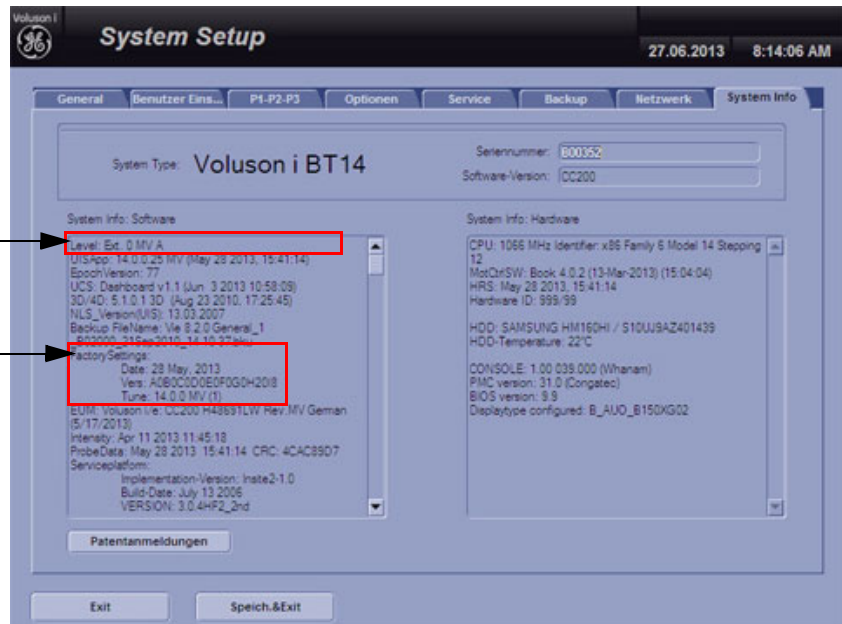 Voluson i
System Setup
27.06.2013 8:14:06 AM
General Benutzer Eins... P1-P2-P3 Optionen Service Backup Netzwerk System Info
System Type: Voluson i BT14
Seriennummer: B00352
Software-Version: CC200
System Info: Software
Level: Ext. 0 MV A
UISApp: 14.0.0.25 MV (May 28 2013, 15:41:14)
EpochVersion: 77
UCS: Dashboard v1.1 (Jun 3 2013 10:58:09)
3D/4D: 5.1.0.1 3D (Aug 23 2010, 17:25:45)
NLS_Version(UIS): 13.03.2007
Backup FileName: Vie 8.2.0 General_1
FactorySettings:
Date: 28 May, 2013
Vers: A0B0C0D0E0F0G0H20I8
Tune: 14.0.0 MV (1)
EUM: Voluson i/e: CC200 H48691LW Rev.MV German
(5/17/2013)
Intensity: Apr 11 2013 11:45:18
ProbeData: May 28 2013 15:41:14 CRC: 4CAC89D7
Serviceplatform:
Implementation-Version: Insite2-1.0
Build-Date: July 13 2006
VERSION: 3.0.4HF2_2nd
System Info: Hardware
CPU: 1066 MHz Identifier: x86 Family 6 Model 14 Stepping
12
MotCtrlSW: Book 4.0.2 (13-Mar-2013) (15:04:04)
HRS: May 28 2013, 15:41:14
Hardware ID: 999/99
HDD: SAMSUNG HM160HI / S10UJ9AZ401439
HDD-Temperature: 22°C
CONSOLE: 1.00 039.000 (Whanam)
PMC version: 31.0 (Congatec)
BIOS version: 9.9
Displaytype configured: B_AUO_B150XG02
Patentanmeldungen
Exit Speich.&Exit